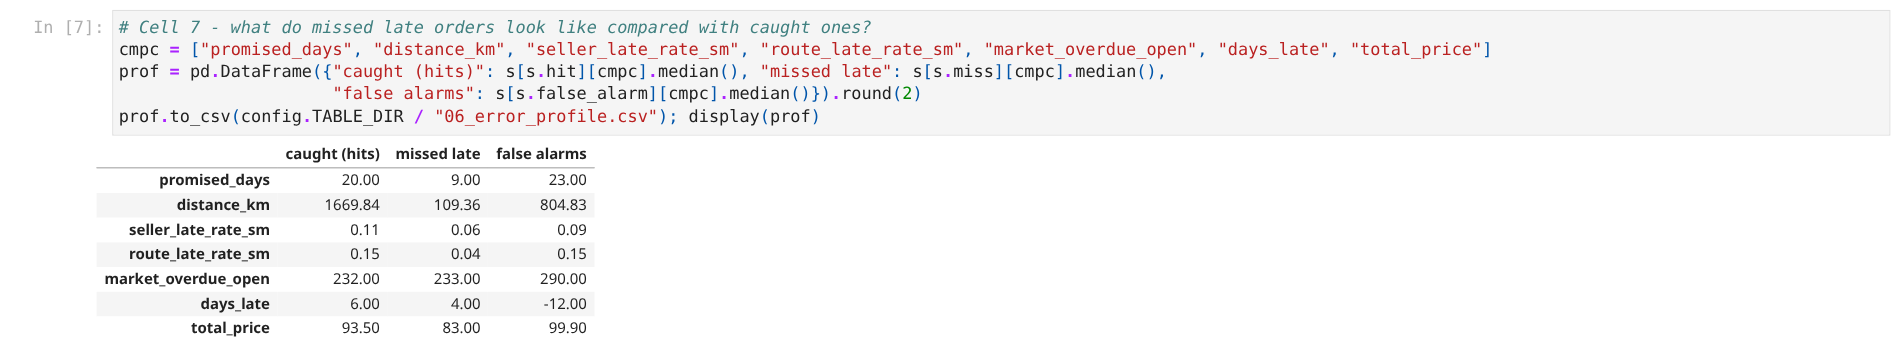 In [7]: # Cell 7 - what do missed late orders look like compared with caught ones?
cmpc = ["promised_days", "distance_km", "seller_late_rate_sm", "route_late_rate_sm", "market_overdue_open", "days_late", "total_price"]
prof = pd.DataFrame({"caught (hits)": s[s.hit][cmpc].median(), "missed late": s[s.miss][cmpc].median(),
"false alarms": s[s.false_alarm][cmpc].median()}).round(2)
prof.to_csv(config.TABLE_DIR / "06_error_profile.csv"); display(prof)
caught (hits) missed late false alarms
promised_days 20.00 9.00 23.00
distance_km 1669.84 109.36 804.83
seller_late_rate_sm 0.11 0.06 0.09
route_late_rate_sm 0.15 0.04 0.15
market_overdue_open 232.00 233.00 290.00
days_late 6.00 4.00 -12.00
total_price 93.50 83.00 99.90